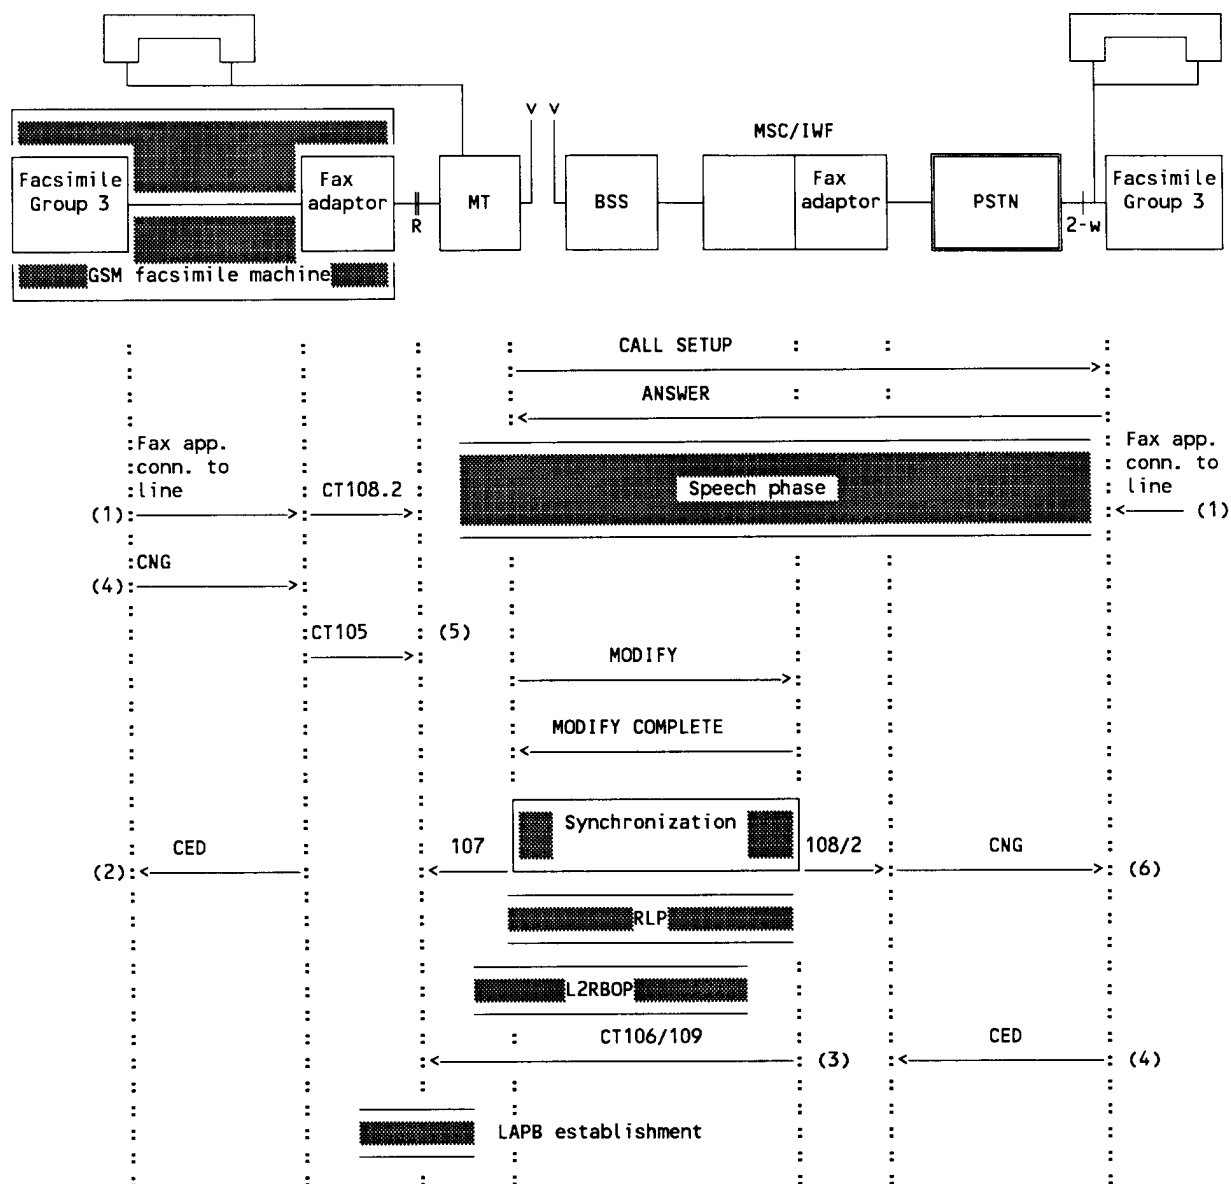 MSC/IWF
Facsimile
Group 3
Fax
adaptor
R
MT
BSS
Fax
adaptor
PSTN
2-w
Facsimile
Group 3
GSM facsimile machine
CALL SETUP
ANSWER
Fax app.
conn. to
line
(1)
CT108.2
Speech phase
Fax app.
conn. to
line
(1)
CNG
(4)
CT105
(5)
MODIFY
MODIFY COMPLETE
Synchronization
CED
(2)
107
108/2
CNG
(6)
RLP
L2RBOP
CT106/109
(3)
CED
(4)
LAPB establishment